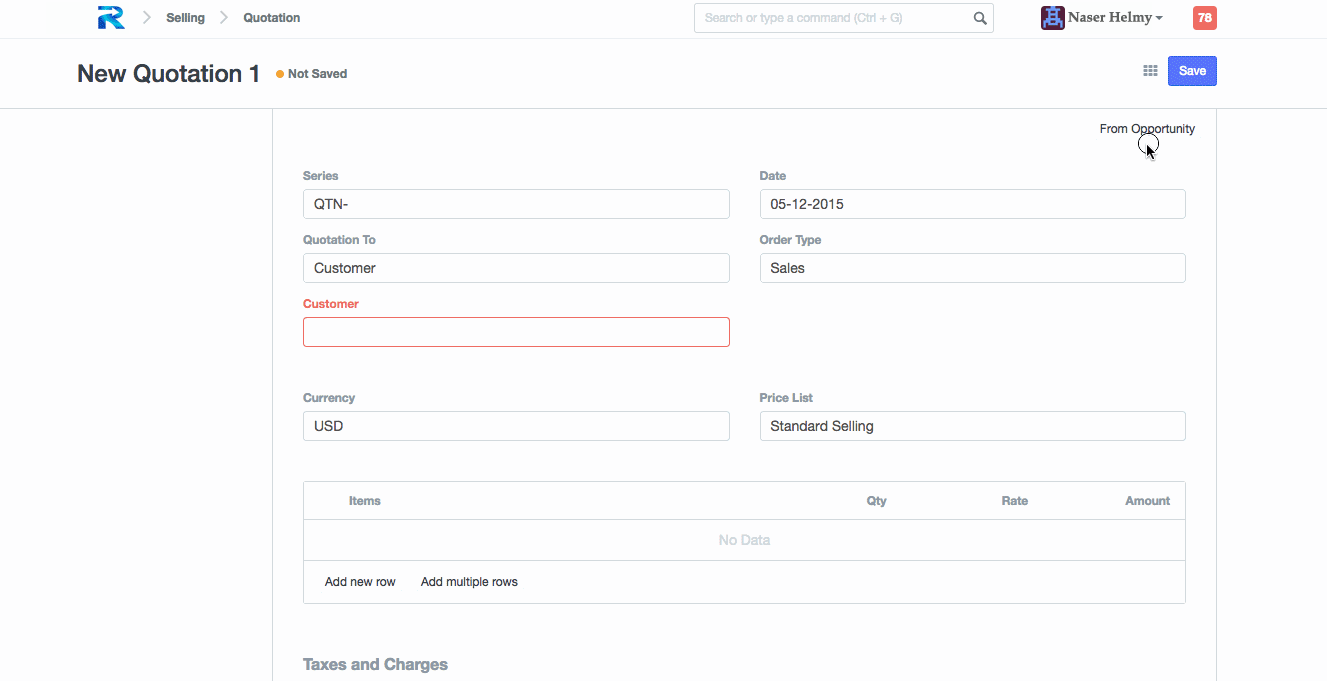 Selling Quotation Search or type a command (Ctrl + G) Naser Helmy 78
New Quotation 1 Not Saved Save
From Opportunity
Series Date
QTN- 05-12-2015
Quotation To Order Type
Customer Sales
Customer
Currency Price List
USD Standard Selling
Items Qty Rate Amount
No Data
Add new row Add multiple rows
Taxes and Charges